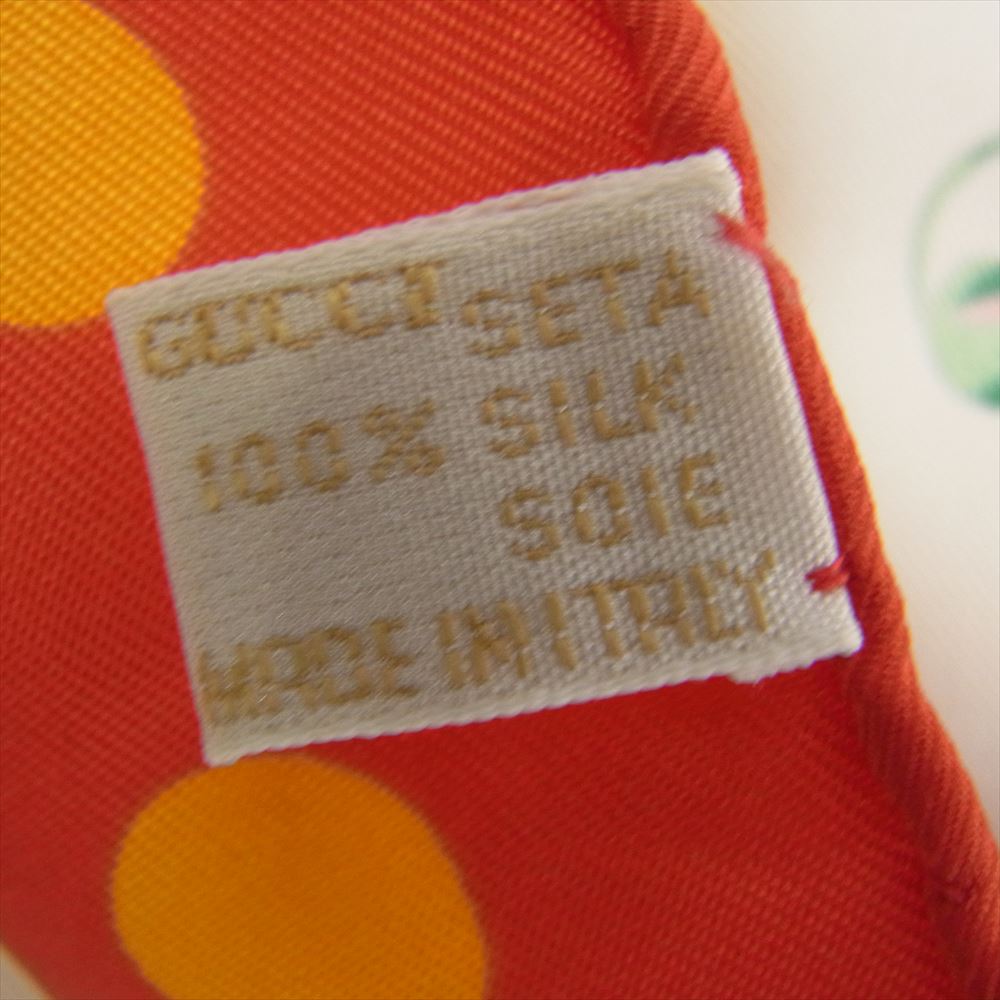 GUCCI SETA
100% SILK
SOIE
MADE IN ITALY